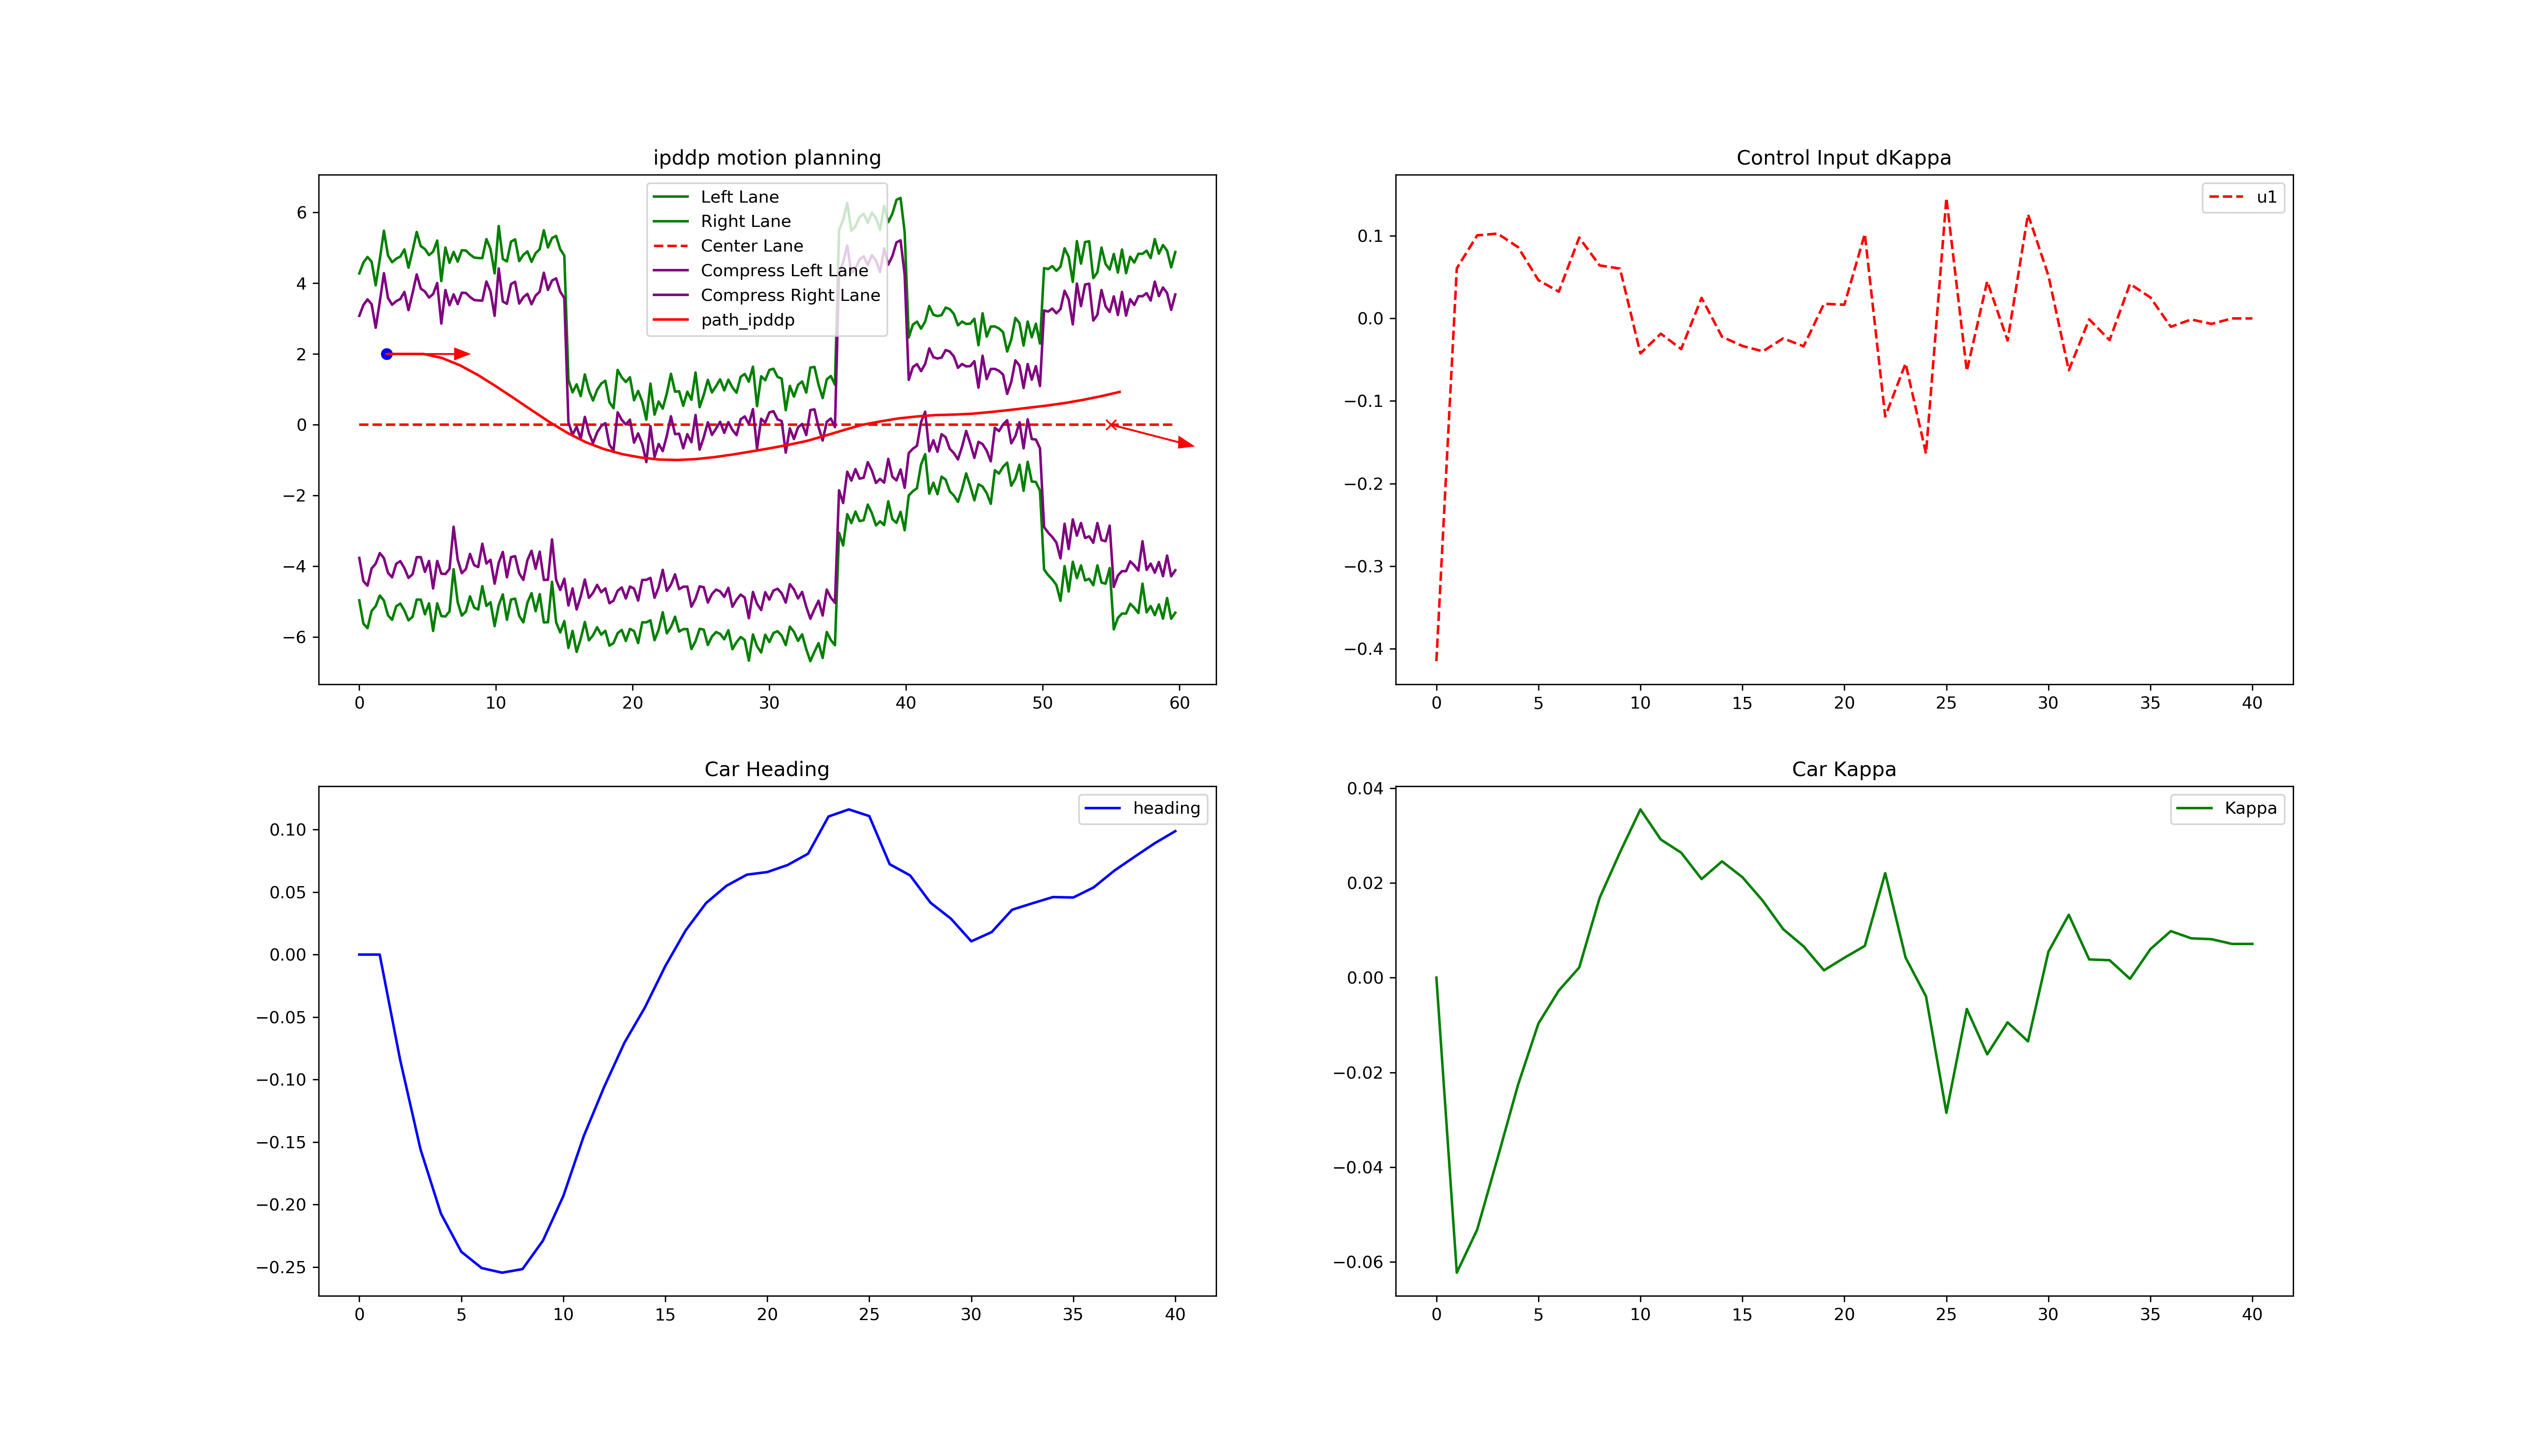 ipddp motion planning
Left Lane
Right Lane
Center Lane
Compress Left Lane
Compress Right Lane
path_ipddp
6
4
2
0
−2
−4
−6
0 10 20 30 40 50 60
Control Input dKappa
u1
0.1
0.0
−0.1
−0.2
−0.3
−0.4
0 5 10 15 20 25 30 35 40
Car Heading
heading
0.10
0.05
0.00
−0.05
−0.10
−0.15
−0.20
−0.25
0 5 10 15 20 25 30 35 40
Car Kappa
Kappa
0.04
0.02
0.00
−0.02
−0.04
−0.06
0 5 10 15 20 25 30 35 40